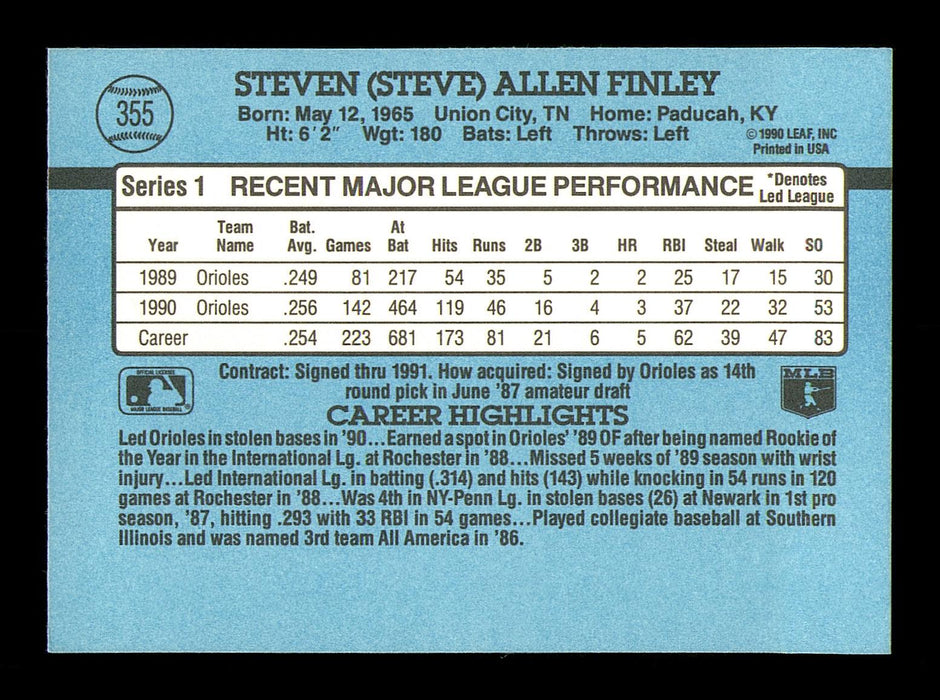 355
STEVEN (STEVE) ALLEN FINLEY
Born: May 12, 1965 Union City, TN Home: Paducah, KY
Ht: 6'2" Wgt: 180 Bats: Left Throws: Left
©1990 LEAF, INC
Printed in USA
Series 1 RECENT MAJOR LEAGUE PERFORMANCE *Denotes Led League
Year Team Name Bat. Avg. Games At Bat Hits Runs 2B 3B HR RBI Steal Walk SO
1989 Orioles .249 81 217 54 35 5 2 2 25 17 15 30
1990 Orioles .256 142 464 119 46 16 4 3 37 22 32 53
Career .254 223 681 173 81 21 6 5 62 39 47 83
OFFICIAL LICENSEE
MAJOR LEAGUE BASEBALL
Contract: Signed thru 1991. How acquired: Signed by Orioles as 14th
round pick in June '87 amateur draft
MLB
CAREER HIGHLIGHTS
Led Orioles in stolen bases in '90...Earned a spot in Orioles' '89 OF after being named Rookie of
the Year in the International Lg. at Rochester in '88...Missed 5 weeks of '89 season with wrist
injury...Led International Lg. in batting (.314) and hits (143) while knocking in 54 runs in 120
games at Rochester in '88...Was 4th in NY-Penn Lg. in stolen bases (26) at Newark in 1st pro
season, '87, hitting .293 with 33 RBI in 54 games...Played collegiate baseball at Southern
Illinois and was named 3rd team All America in '86.